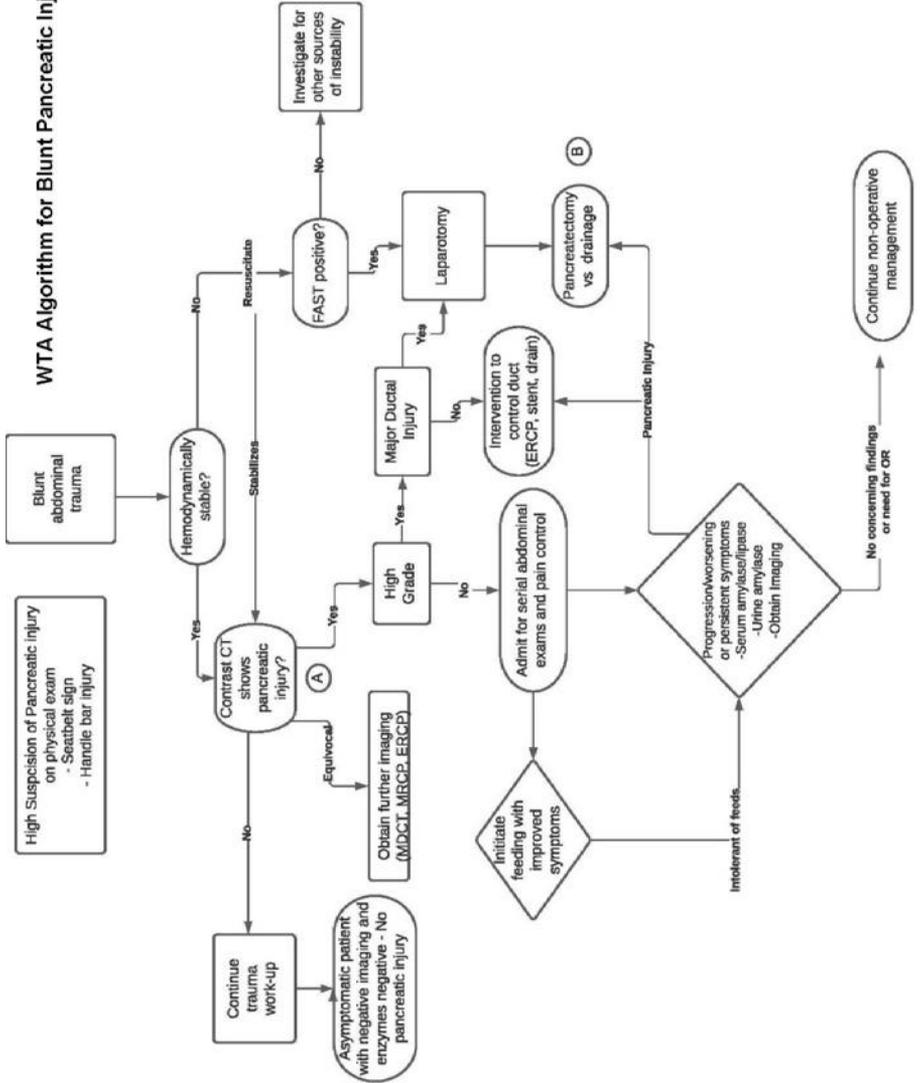 WTA Algorithm for Blunt Pancreatic Inj
High Suspcision of Pancreatic injury
on physical exam
- Seatbelt sign
- Handle bar injury
Blunt
abdominal
trauma
Hemodynamically
stable?
Yes
No
Resuscitate
Stabilizes
Contrast CT
shows
pancreatic
injury?
A
FAST positive?
No
Investigate for
other sources
of instability
Yes
No
Continue
trauma
work-up
Asymptomatic patient
with negative imaging and
enzymes negative - No
pancreatic injury
Equivocal
Obtain further imaging
(MDCT, MRCP, ERCP)
Yes
High
Grade
Yes
Major Ductal
Injury
Yes
Laparotomy
No
Intervention to
control duct
(ERCP, stent, drain)
Pancreatectomy
vs drainage
B
No
Admit for serial abdominal
exams and pain control
Inititate
feeding with
improved
symptoms
Intolerant of feeds
Progression/worsening
or persistent symptoms
-Serum amylase/lipase
-Urine amylase
-Obtain Imaging
Pancreatic Injury
No concerning findings
or need for OR
Continue non-operative
management